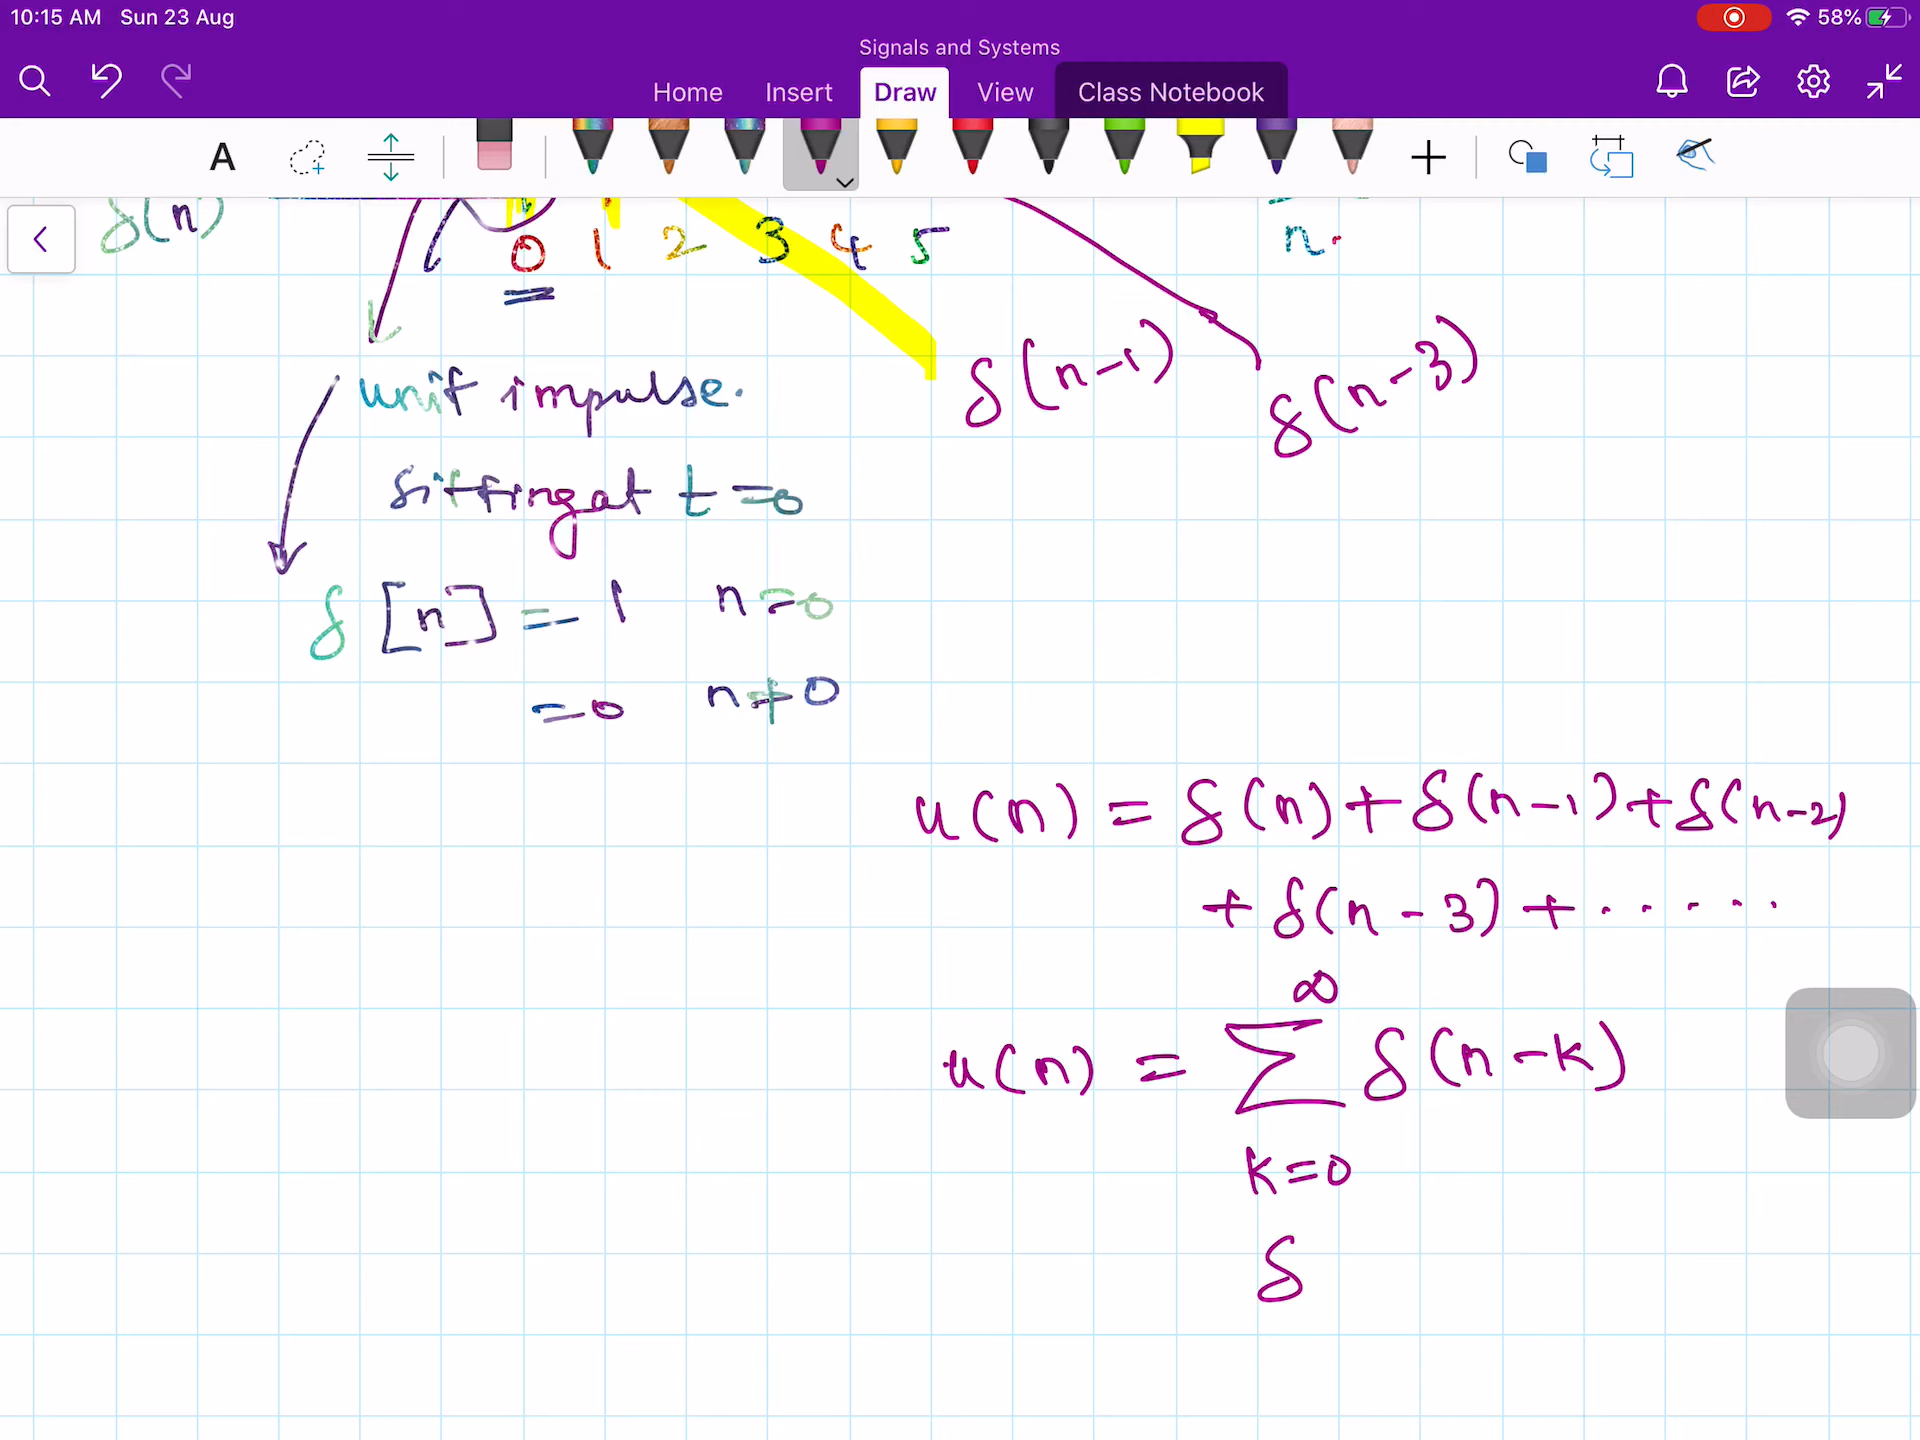 10:15 AM Sun 23 Aug
58%
Signals and Systems
Home Insert Draw View Class Notebook
A
δ(n)
0 1 2 3 4 5
n.
unit impulse.
δ(n-1)
δ(n-3)
sitting at t=0
δ[n] = 1 n=0
=0 n≠0
u(n) = δ(n)+δ(n-1)+δ(n-2)
+ δ(n-3) + ......
∞
u(n) = Σ δ(n-k)
k=0
δ